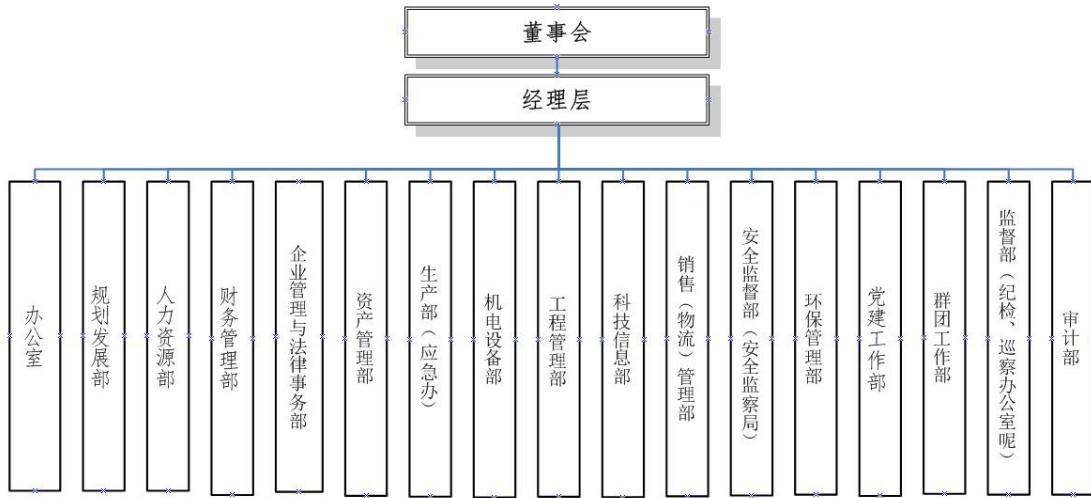 董事会
经理层
办公室
规划发展部
人力资源部
财务管理部
企业管理与法律事务部
资产管理部
生产部（应急办）
机电设备部
工程管理部
科技信息部
销售（物流）管理部
安全监督部（安全监察局）
环保管理部
党建工作部
群团工作部
监督部（纪检、巡察办公室呢）
审计部